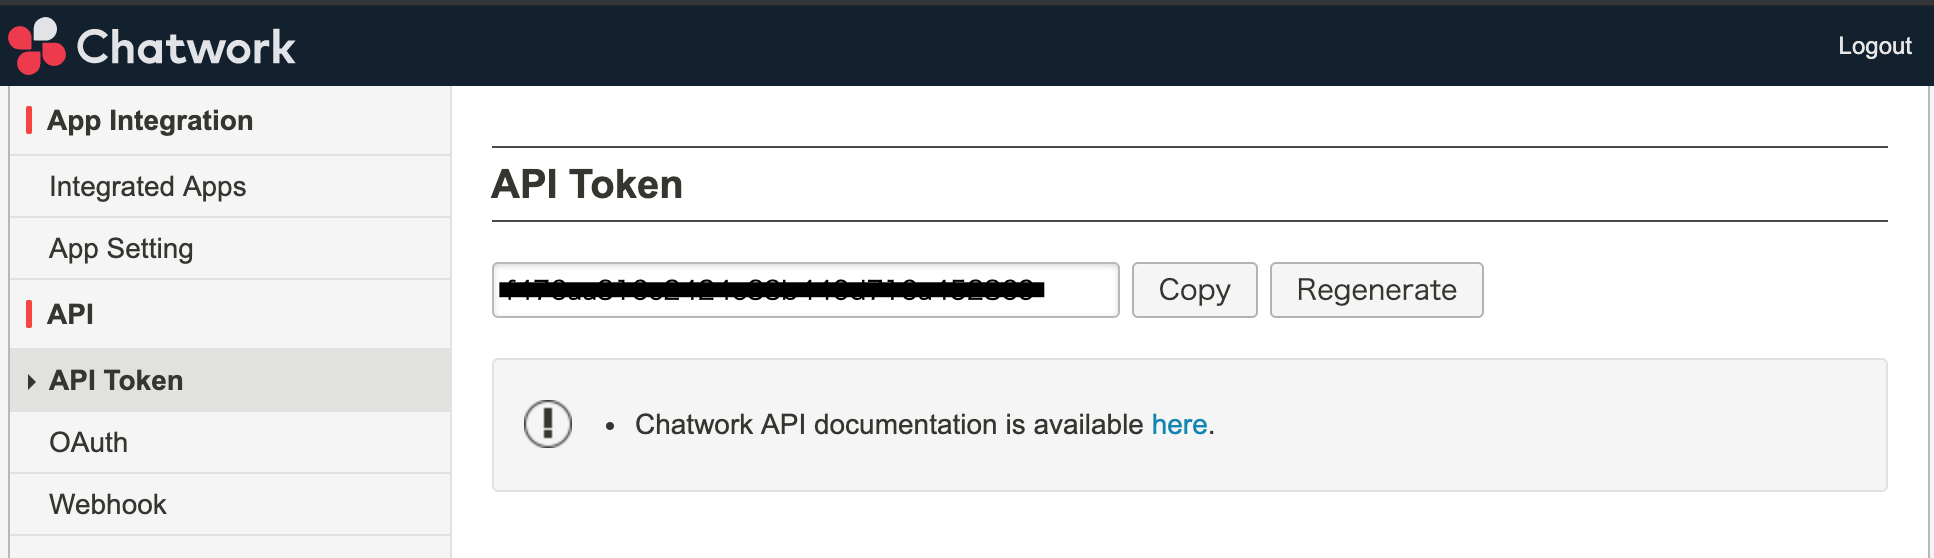 Chatwork
Logout
App Integration
Integrated Apps
App Setting
API
API Token
OAuth
Webhook
API Token
Copy
Regenerate
• Chatwork API documentation is available here.